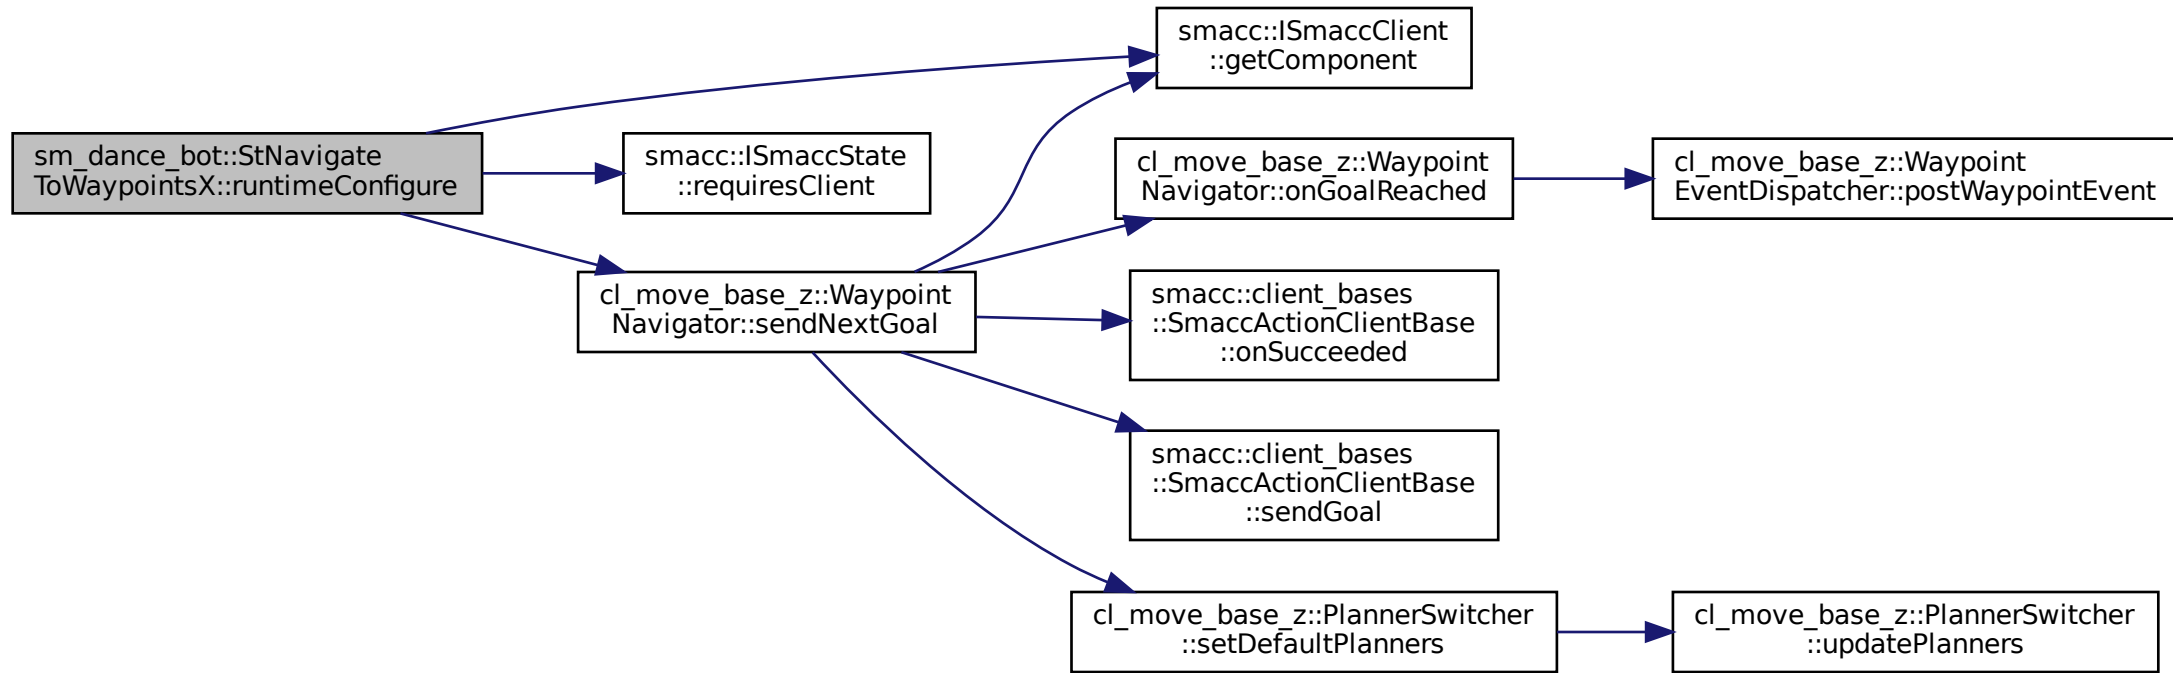 sm_dance_bot::StNavigate
ToWaypointsX::runtimeConfigure
smacc::ISmaccClient
::getComponent
smacc::ISmaccState
::requiresClient
cl_move_base_z::Waypoint
Navigator::sendNextGoal
cl_move_base_z::Waypoint
Navigator::onGoalReached
cl_move_base_z::Waypoint
EventDispatcher::postWaypointEvent
smacc::client_bases
::SmaccActionClientBase
::onSucceeded
smacc::client_bases
::SmaccActionClientBase
::sendGoal
cl_move_base_z::PlannerSwitcher
::setDefaultPlanners
cl_move_base_z::PlannerSwitcher
::updatePlanners